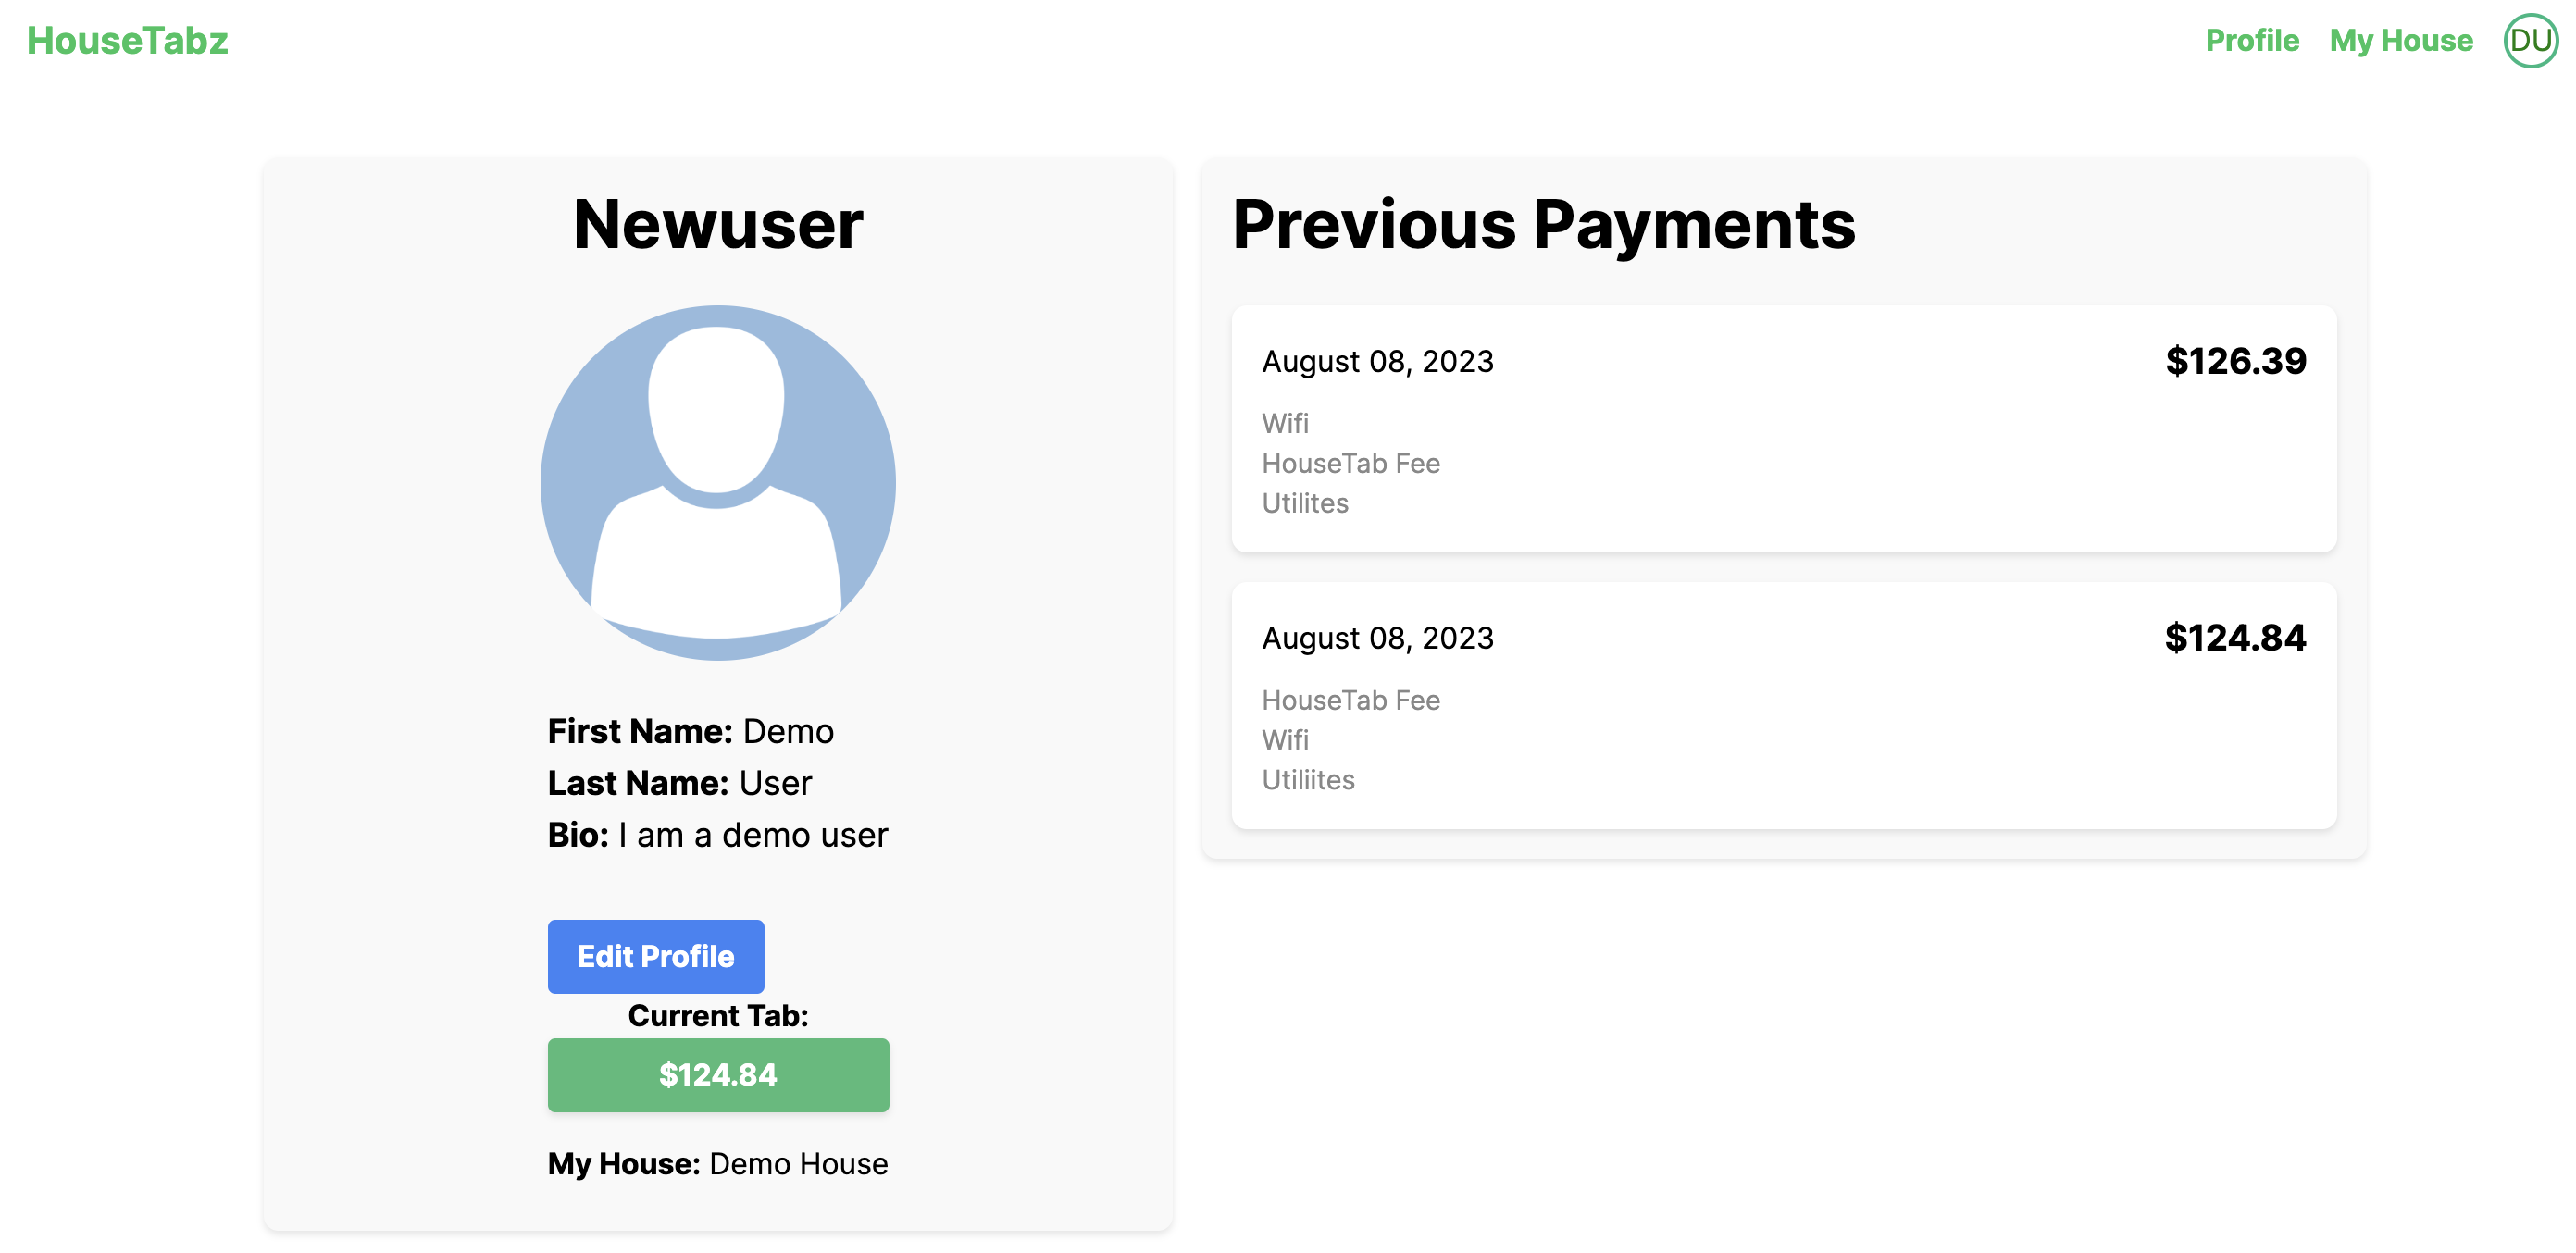 HouseTabz
Profile
My House
DU
Newuser
First Name: Demo
Last Name: User
Bio: I am a demo user
Edit Profile
Current Tab:
$124.84
My House: Demo House
Previous Payments
August 08, 2023
$126.39
Wifi
HouseTab Fee
Utilites
August 08, 2023
$124.84
HouseTab Fee
Wifi
Utiliites